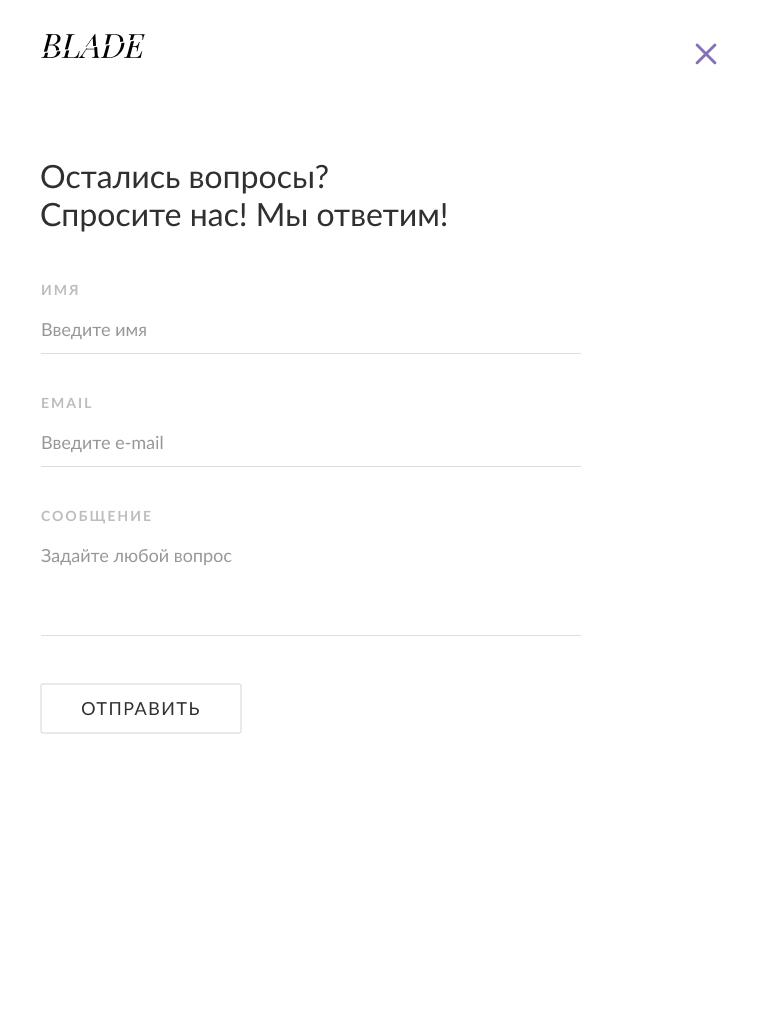 BLADE
Остались вопросы?
Спросите нас! Мы ответим!
ИМЯ
Введите имя
EMAIL
Введите e-mail
СООБЩЕНИЕ
Задайте любой вопрос
ОТПРАВИТЬ